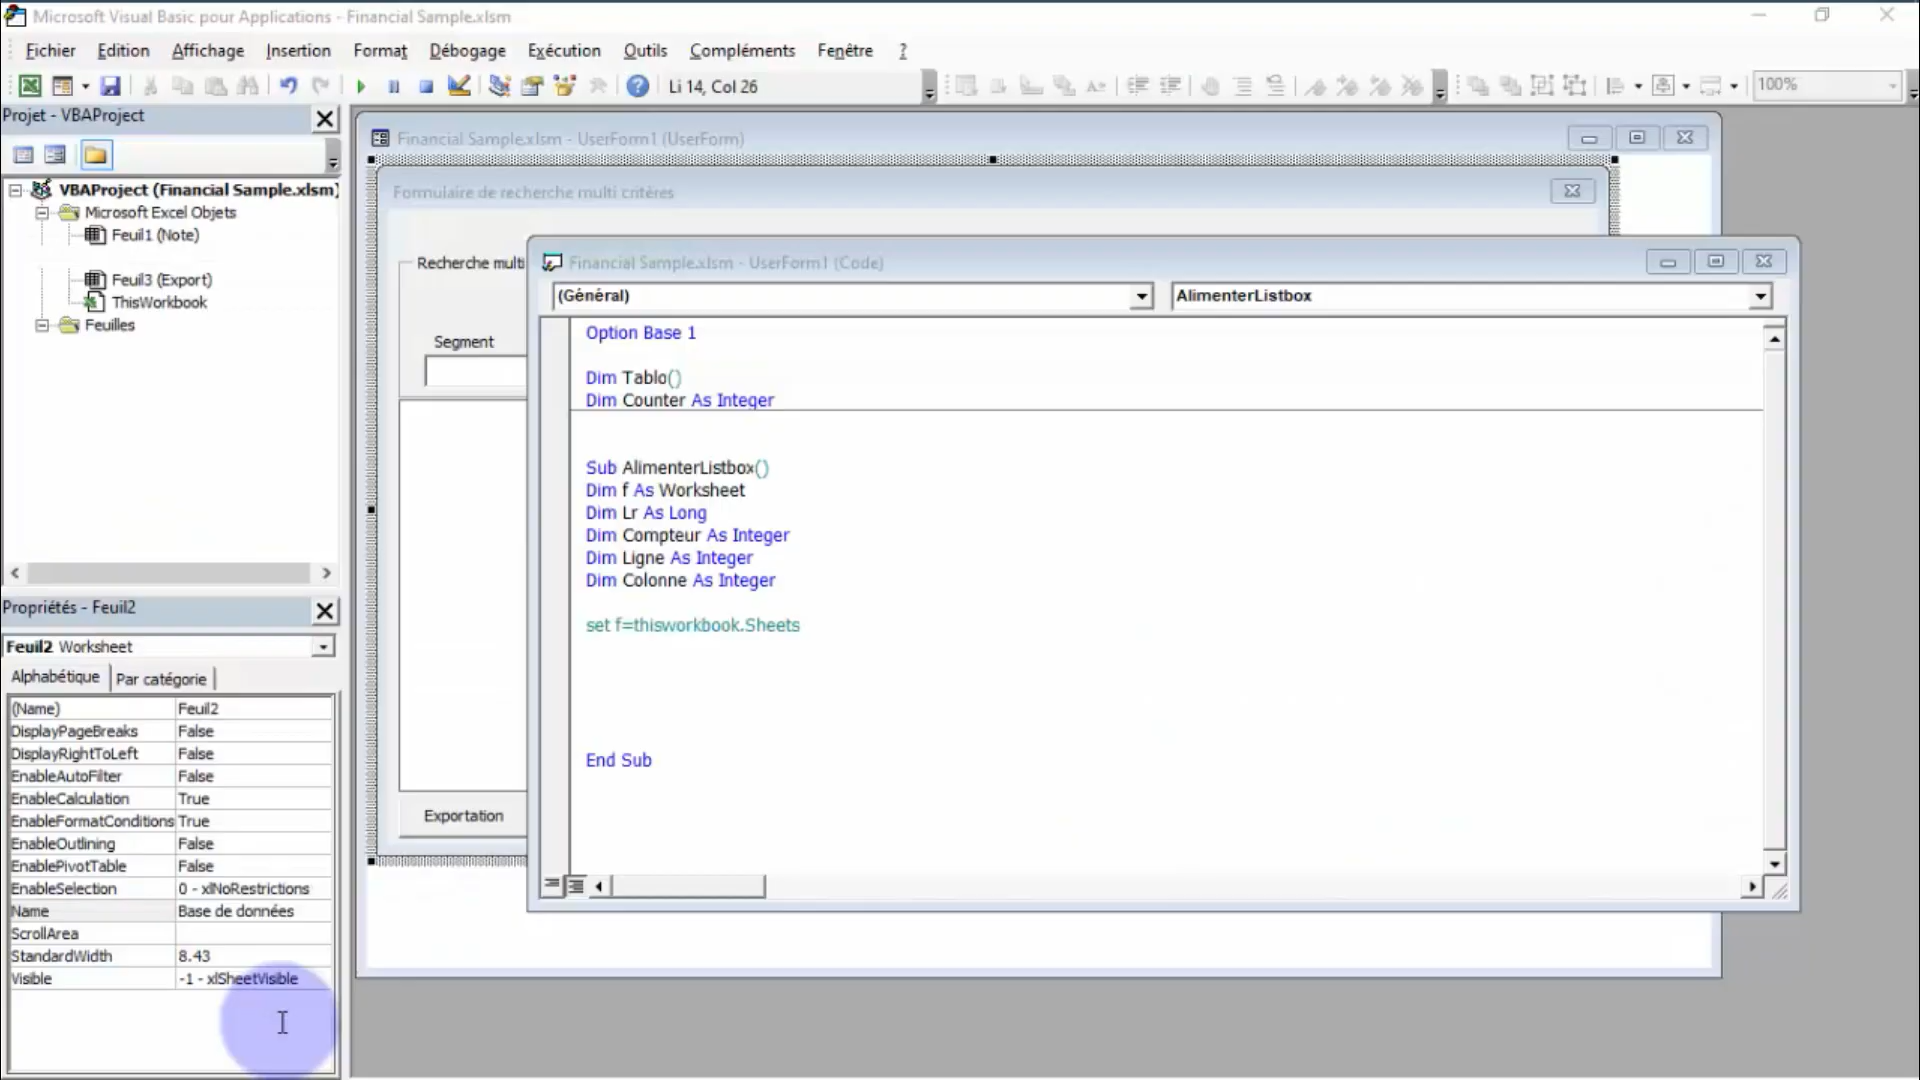 Microsoft Visual Basic pour Applications - Financial Sample.xlsm
Fichier Edition Affichage Insertion Format Débogage Exécution Outils Compléments Fenêtre ?
Li 14, Col 26
100%
Projet - VBAProject
VBAProject (Financial Sample.xlsm)
Microsoft Excel Objets
Feuil1 (Note)
Feuil3 (Export)
ThisWorkbook
Feuilles
Propriétés - Feuil2
Feuil2 Worksheet
Alphabétique Par catégorie
(Name) Feuil2
DisplayPageBreaks False
DisplayRightToLeft False
EnableAutoFilter False
EnableCalculation True
EnableFormatConditions True
EnableOutlining False
EnablePivotTable False
EnableSelection 0 - xlNoRestrictions
Name Base de données
ScrollArea
StandardWidth 8.43
Visible -1 - xlSheetVisible
Financial Sample.xlsm - UserForm1 (UserForm)
Formulaire de recherche multi critères
Recherche multi
Segment
Exportation
Financial Sample.xlsm - UserForm1 (Code)
(Général) AlimenterListbox
Option Base 1
Dim Tablo()
Dim Counter As Integer
Sub AlimenterListbox()
Dim f As Worksheet
Dim Lr As Long
Dim Compteur As Integer
Dim Ligne As Integer
Dim Colonne As Integer
set f=thisworkbook.Sheets
End Sub